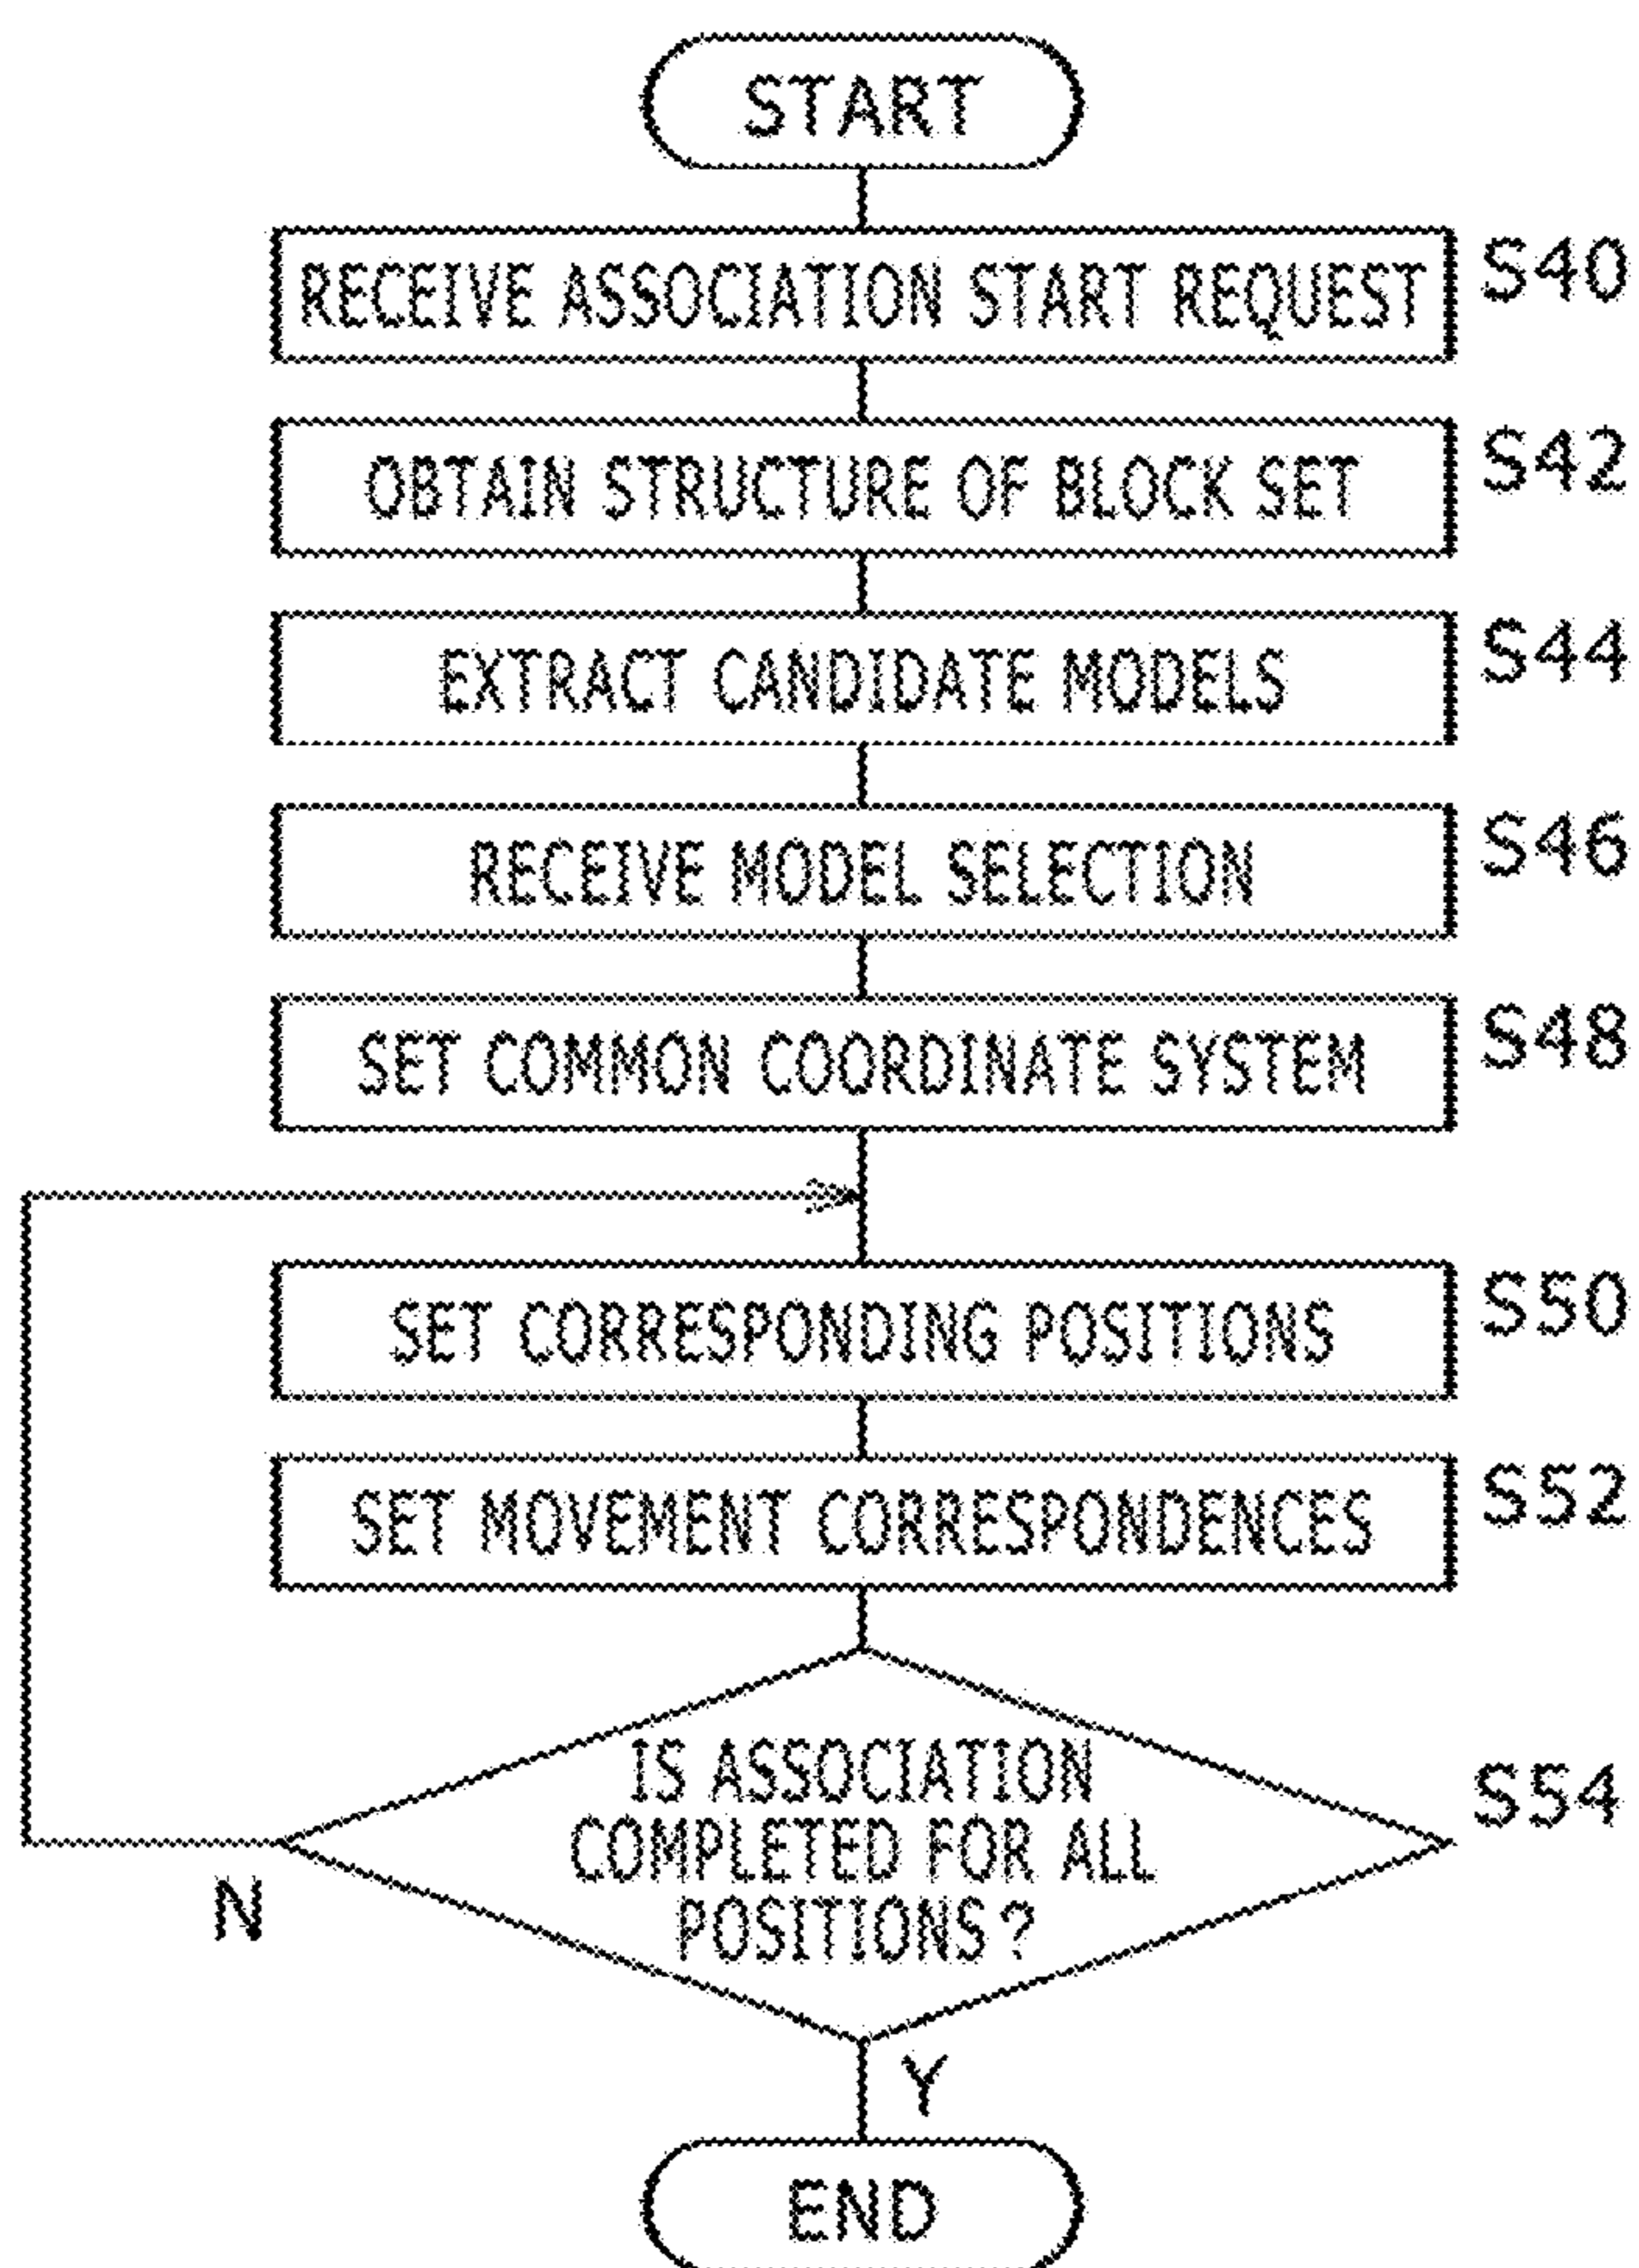 START
RECEIVE ASSOCIATION START REQUEST S40
OBTAIN STRUCTURE OF BLOCK SET S42
EXTRACT CANDIDATE MODELS S44
RECEIVE MODEL SELECTION S46
SET COMMON COORDINATE SYSTEM S48
SET CORRESPONDING POSITIONS S50
SET MOVEMENT CORRESPONDENCES S52
IS ASSOCIATION
COMPLETED FOR ALL
POSITIONS?
S54
N
Y
END